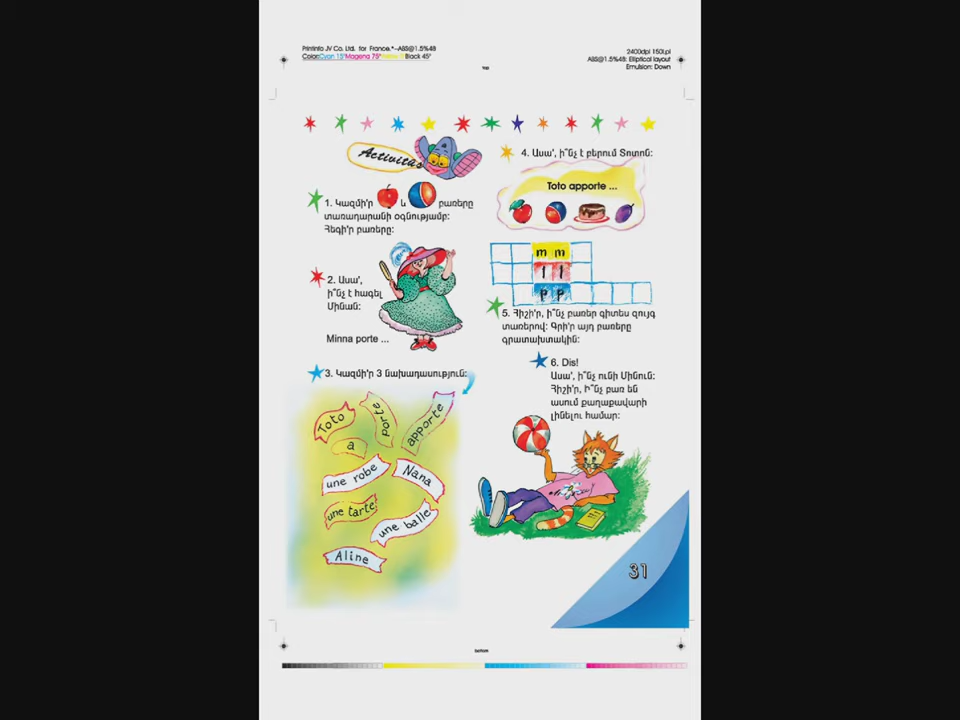 Printinfo JV Co. Ltd. for France.*-ABS@1.5%48
Color:Cyan 15°Magena 75°Yellow 0°Black 45°
top
2400dpi 150Lpi
ABS@1.5%48: Elliptical layout
Emulsion: Down
Activitas
1. Կազմի՛ր և բառերը
տառադարանի օգնությամբ:
Հեգի՛ր բառերը:
2. Ասա՛,
ի՞նչ է հագել
Մինան:
Minna porte ...
3. Կազմի՛ր 3 նախադասություն:
Toto
porte
apporte
a
une robe
Nana
une tarte
une balle
Aline
4. Ասա՛, ի՞նչ է բերում Տոտոն:
Toto apporte ...
m m
l l
p p
5. Հիշի՛ր, ի՞նչ բառեր գիտես զույգ
տառերով: Գրի՛ր այդ բառերը
գրատախտակին:
6. Dis!
Ասա՛, ի՞նչ ունի Մինուն:
Հիշի՛ր, Ի՞նչ բառ են
ասում քաղաքավարի
լինելու համար:
31
bottom